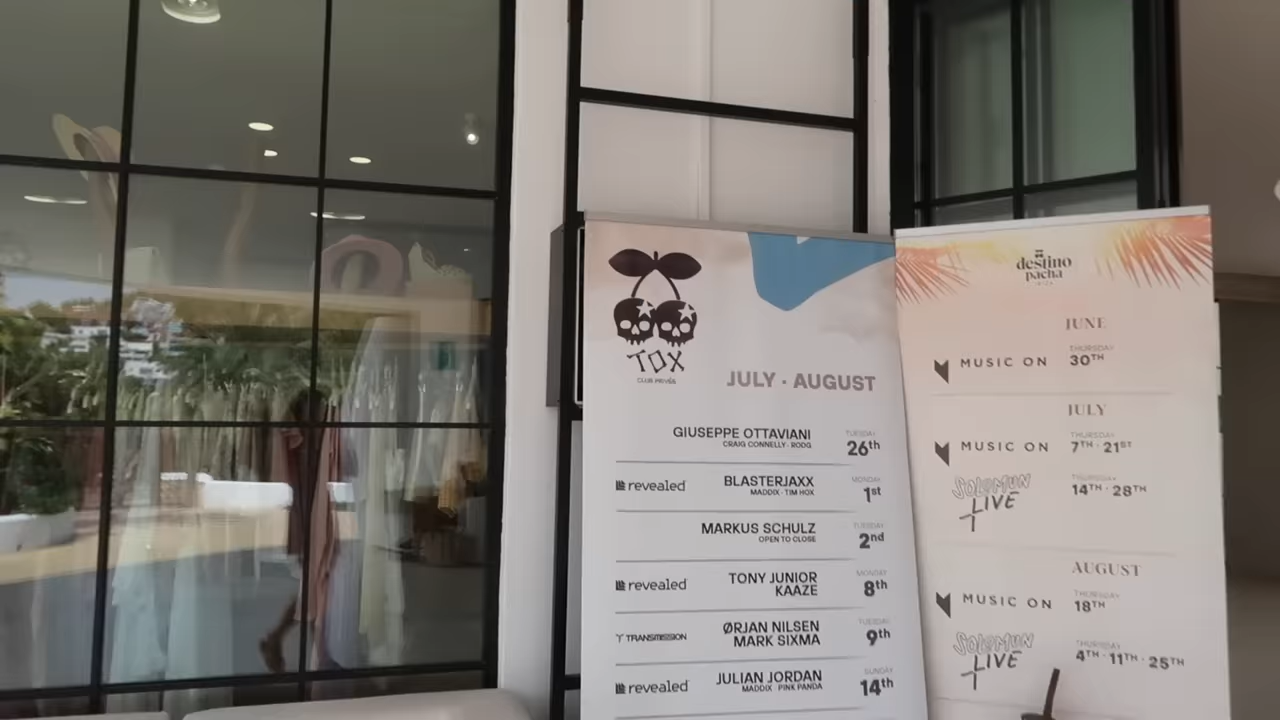 TOX
CLUB PRIVÉE
JULY · AUGUST
GIUSEPPE OTTAVIANI
CRAIG CONNELLY · RODG
TUESDAY
26th
revealed
BLASTERJAXX
MADDIX · TIM HOX
MONDAY
1st
MARKUS SCHULZ
OPEN TO CLOSE
TUESDAY
2nd
revealed
TONY JUNIOR
KAAZE
MONDAY
8th
TRANSMISSION
ØRJAN NILSEN
MARK SIXMA
TUESDAY
9th
revealed
JULIAN JORDAN
MADDIX · PINK PANDA
SUNDAY
14th
destino
pacha
IBIZA
JUNE
MUSIC ON
THURSDAY
30TH
JULY
MUSIC ON
THURSDAY
7TH · 21ST
SOLOMUN
+LIVE
THURSDAY
14TH · 28TH
AUGUST
MUSIC ON
THURSDAY
18TH
SOLOMUN
+LIVE
THURSDAY
4TH · 11TH · 25TH